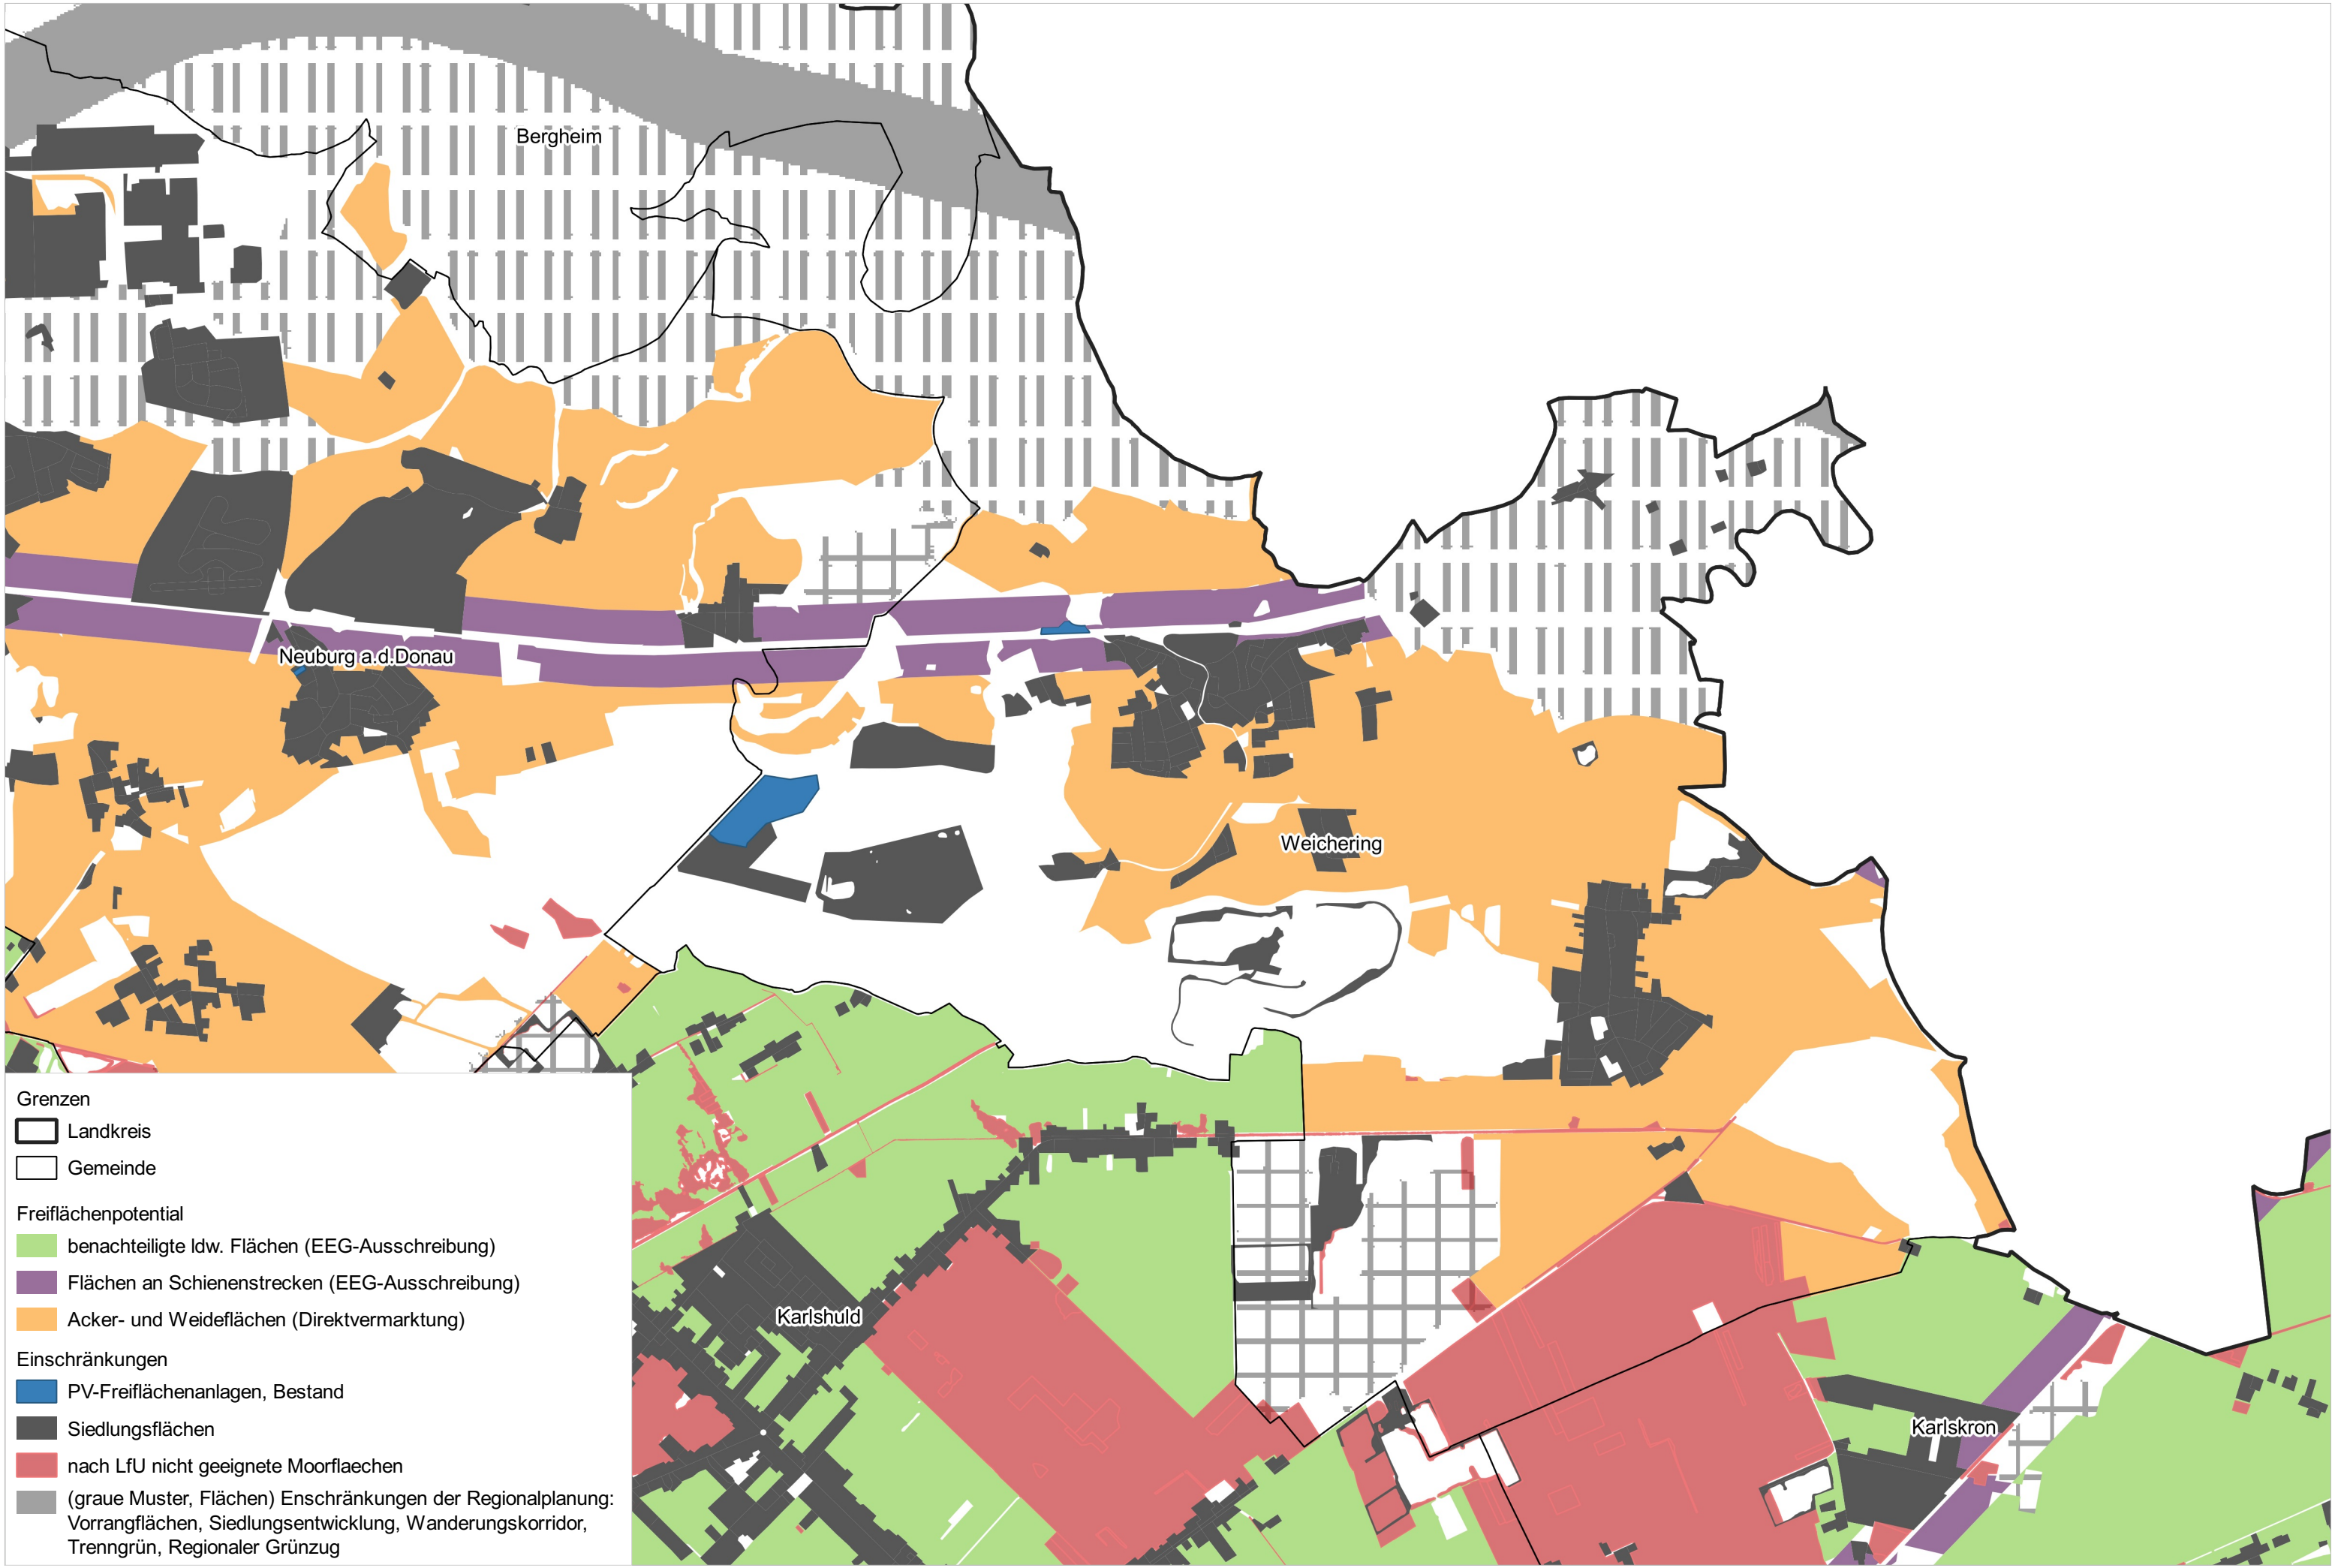 Bergheim
Neuburg a.d.Donau
Weichering
Karlshuld
Karlskron
Grenzen
Landkreis
Gemeinde
Freiflächenpotential
benachteiligte ldw. Flächen (EEG-Ausschreibung)
Flächen an Schienenstrecken (EEG-Ausschreibung)
Acker- und Weideflächen (Direktvermarktung)
Einschränkungen
PV-Freiflächenanlagen, Bestand
Siedlungsflächen
nach LfU nicht geeignete Moorflaechen
(graue Muster, Flächen) Enschränkungen der Regionalplanung:
Vorrangflächen, Siedlungsentwicklung, Wanderungskorridor,
Trenngrün, Regionaler Grünzug